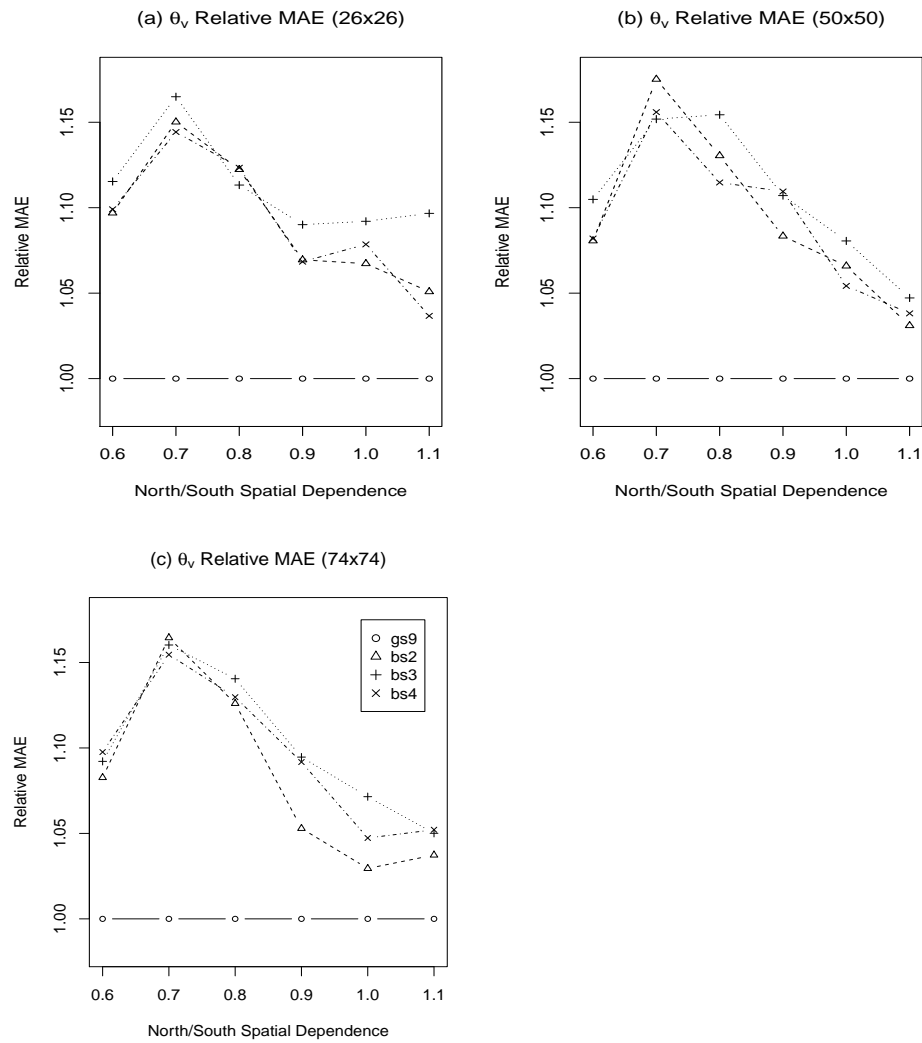 (a) θv Relative MAE (26x26)
Relative MAE
1.15
1.10
1.05
1.00
0.6 0.7 0.8 0.9 1.0 1.1
North/South Spatial Dependence
(b) θv Relative MAE (50x50)
Relative MAE
1.15
1.10
1.05
1.00
0.6 0.7 0.8 0.9 1.0 1.1
North/South Spatial Dependence
(c) θv Relative MAE (74x74)
Relative MAE
1.15
1.10
1.05
1.00
gs9
bs2
bs3
bs4
0.6 0.7 0.8 0.9 1.0 1.1
North/South Spatial Dependence